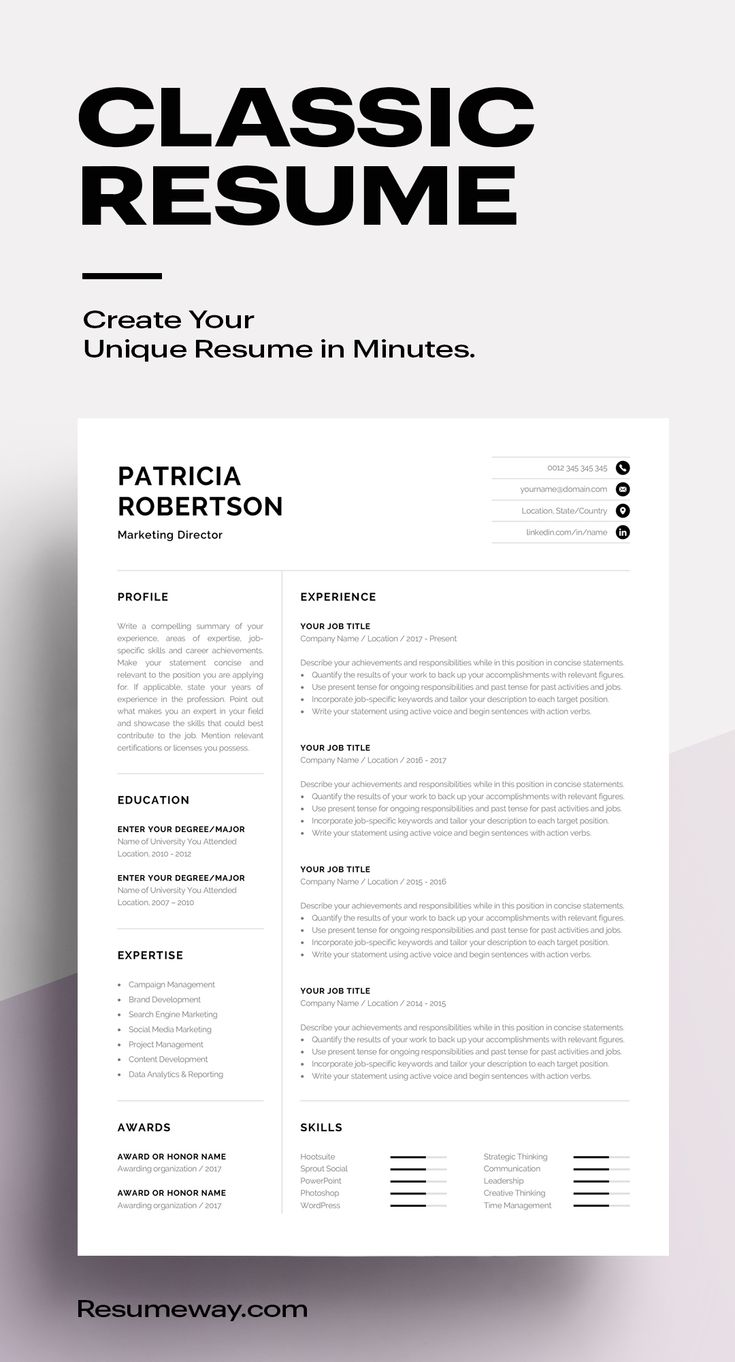 CLASSIC
RESUME
Create Your
Unique Resume in Minutes.
PATRICIA
ROBERTSON
Marketing Director
0012 345 345 345
yourname@domain.com
Location, State/Country
linkedin.com/in/name
PROFILE
Write a compelling summary of your
experience, areas of expertise, job-
specific skills and career achievements.
Make your statement concise and
relevant to the position you are applying
for. If applicable, state your years of
experience in the profession. Point out
what makes you an expert in your field
and showcase the skills that could best
contribute to the job. Mention relevant
certifications or licenses you possess.
EDUCATION
ENTER YOUR DEGREE/MAJOR
Name of University You Attended
Location, 2010 - 2012
ENTER YOUR DEGREE/MAJOR
Name of University You Attended
Location, 2007 – 2010
EXPERTISE
• Campaign Management
• Brand Development
• Search Engine Marketing
• Social Media Marketing
• Project Management
• Content Development
• Data Analytics & Reporting
AWARDS
AWARD OR HONOR NAME
Awarding organization / 2017
AWARD OR HONOR NAME
Awarding organization / 2017
EXPERIENCE
YOUR JOB TITLE
Company Name / Location / 2017 - Present
Describe your achievements and responsibilities while in this position in concise statements.
• Quantify the results of your work to back up your accomplishments with relevant figures.
• Use present tense for ongoing responsibilities and past tense for past activities and jobs.
• Incorporate job-specific keywords and tailor your description to each target position.
• Write your statement using active voice and begin sentences with action verbs.
YOUR JOB TITLE
Company Name / Location / 2016 - 2017
Describe your achievements and responsibilities while in this position in concise statements.
• Quantify the results of your work to back up your accomplishments with relevant figures.
• Use present tense for ongoing responsibilities and past tense for past activities and jobs.
• Incorporate job-specific keywords and tailor your description to each target position.
• Write your statement using active voice and begin sentences with action verbs.
YOUR JOB TITLE
Company Name / Location / 2015 - 2016
Describe your achievements and responsibilities while in this position in concise statements.
• Quantify the results of your work to back up your accomplishments with relevant figures.
• Use present tense for ongoing responsibilities and past tense for past activities and jobs.
• Incorporate job-specific keywords and tailor your description to each target position.
• Write your statement using active voice and begin sentences with action verbs.
YOUR JOB TITLE
Company Name / Location / 2014 - 2015
Describe your achievements and responsibilities while in this position in concise statements.
• Quantify the results of your work to back up your accomplishments with relevant figures.
• Use present tense for ongoing responsibilities and past tense for past activities and jobs.
• Incorporate job-specific keywords and tailor your description to each target position.
• Write your statement using active voice and begin sentences with action verbs.
SKILLS
Hootsuite
Sprout Social
PowerPoint
Photoshop
WordPress
Strategic Thinking
Communication
Leadership
Creative Thinking
Time Management
Resumeway.com